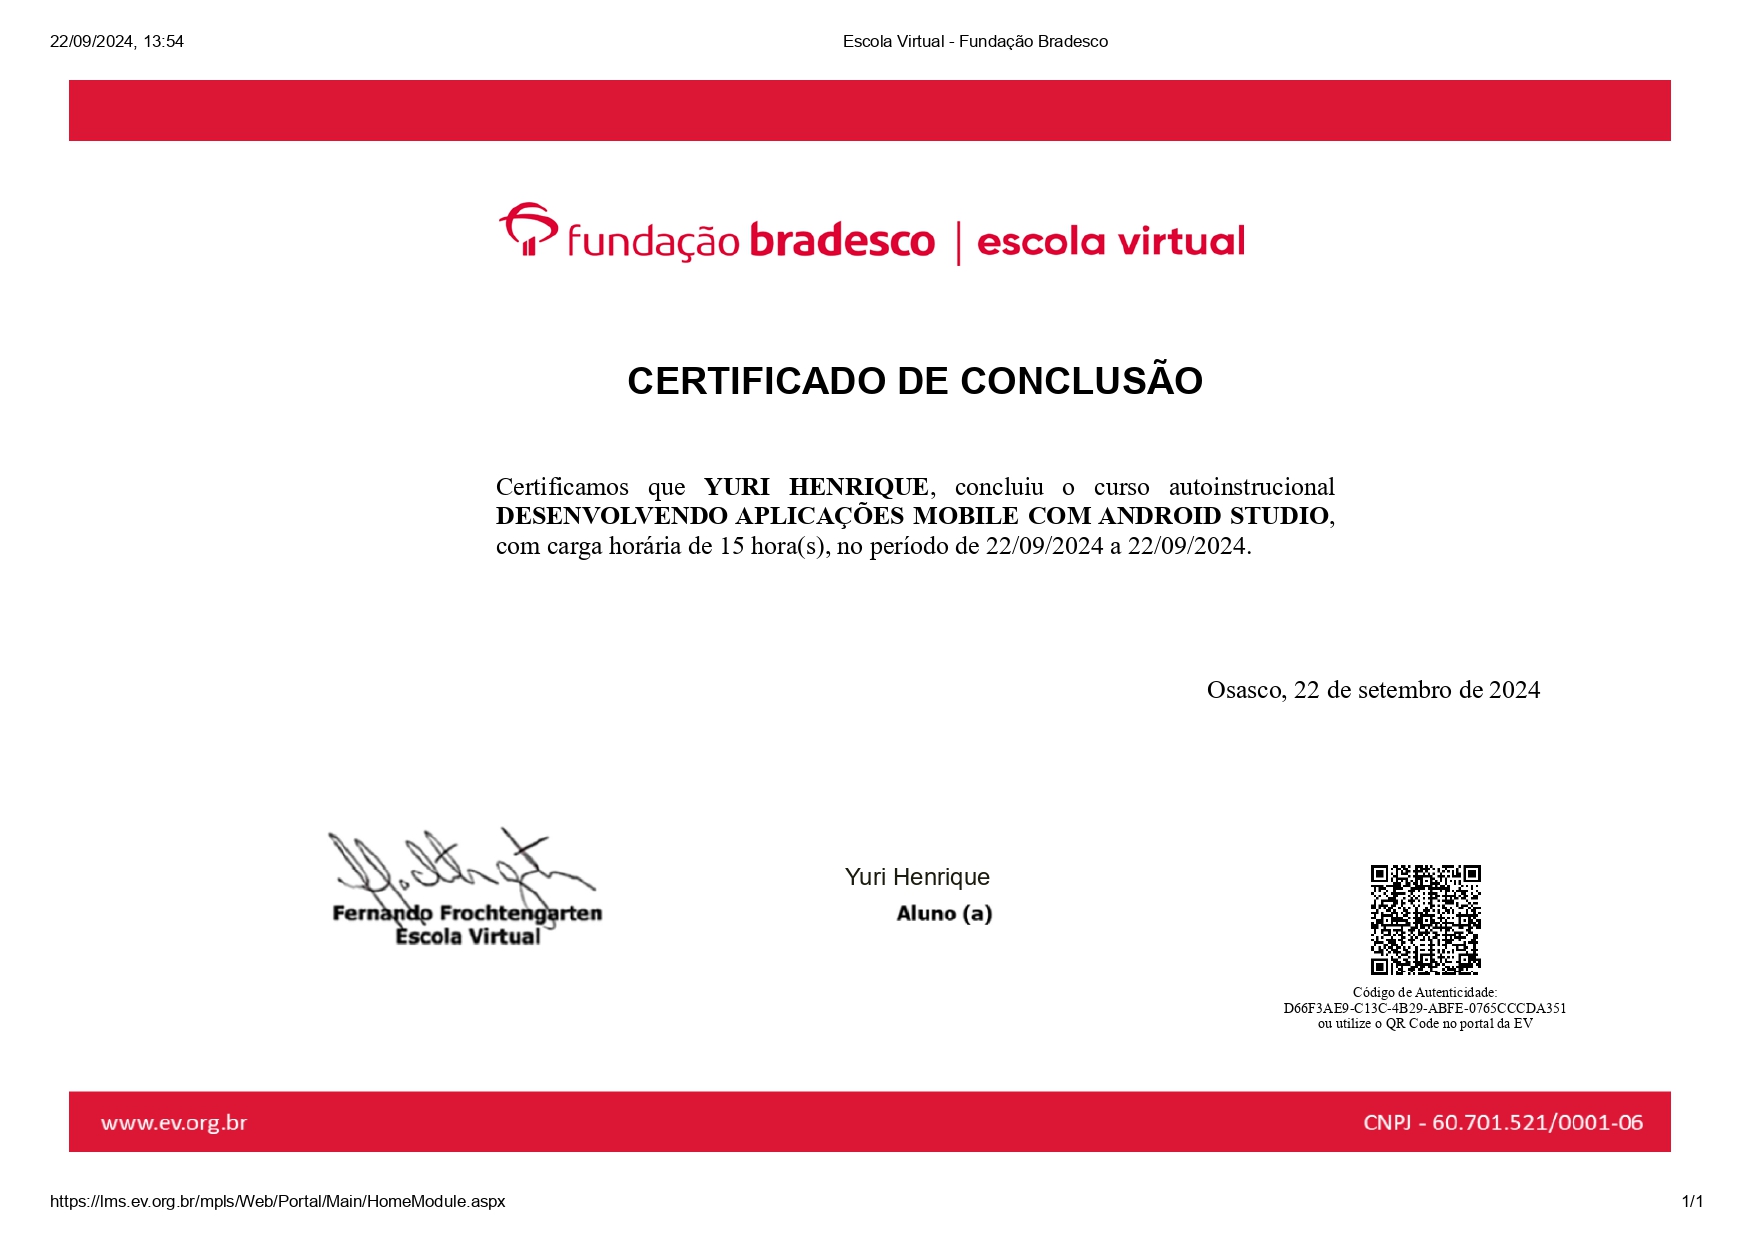 22/09/2024, 13:54
Escola Virtual - Fundação Bradesco
fundação bradesco | escola virtual
CERTIFICADO DE CONCLUSÃO
Certificamos que YURI HENRIQUE, concluiu o curso autoinstrucional
DESENVOLVENDO APLICAÇÕES MOBILE COM ANDROID STUDIO,
com carga horária de 15 hora(s), no período de 22/09/2024 a 22/09/2024.
Osasco, 22 de setembro de 2024
Fernando Frochtengarten
Escola Virtual
Yuri Henrique
Aluno (a)
Código de Autenticidade:
D66F3AE9-C13C-4B29-ABFE-0765CCCDA351
ou utilize o QR Code no portal da EV
www.ev.org.br
CNPJ - 60.701.521/0001-06
https://lms.ev.org.br/mpls/Web/Portal/Main/HomeModule.aspx
1/1